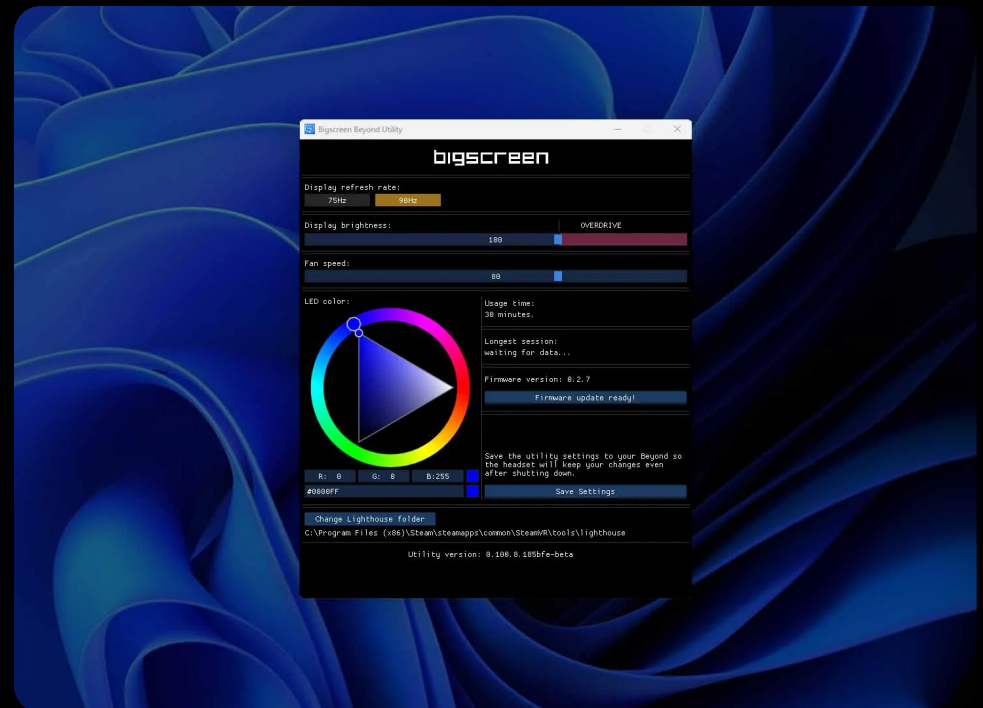 Bigscreen Beyond Utility
bigscreen
Display refresh rate:
75Hz 90Hz
Display brightness: OVERDRIVE
100
Fan speed:
80
LED color:
Usage time:
30 minutes.
Longest session:
waiting for data...
Firmware version: 0.2.7
Firmware update ready!
Save the utility settings to your Beyond so
the headset will keep your changes even
after shutting down.
R: 0 G: 0 B:255
#0000FF
Save Settings
Change Lighthouse folder
C:\Program Files (x86)\Steam\steamapps\common\SteamVR\tools\lighthouse
Utility version: 0.100.0.185bfe-beta